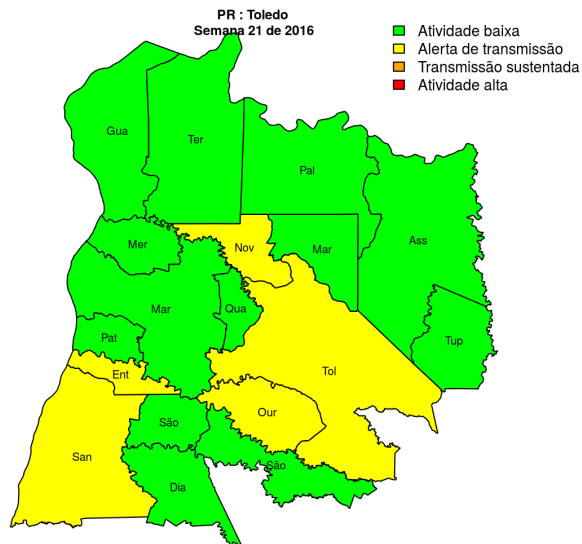 PR : Toledo
Semana 21 de 2016
Atividade baixa
Alerta de transmissão
Transmissão sustentada
Atividade alta
Gua
Ter
Pal
Mer
Nov
Mar
Ass
Mar
Qua
Pat
Tup
Ent
Tol
São
Our
San
São
Dia